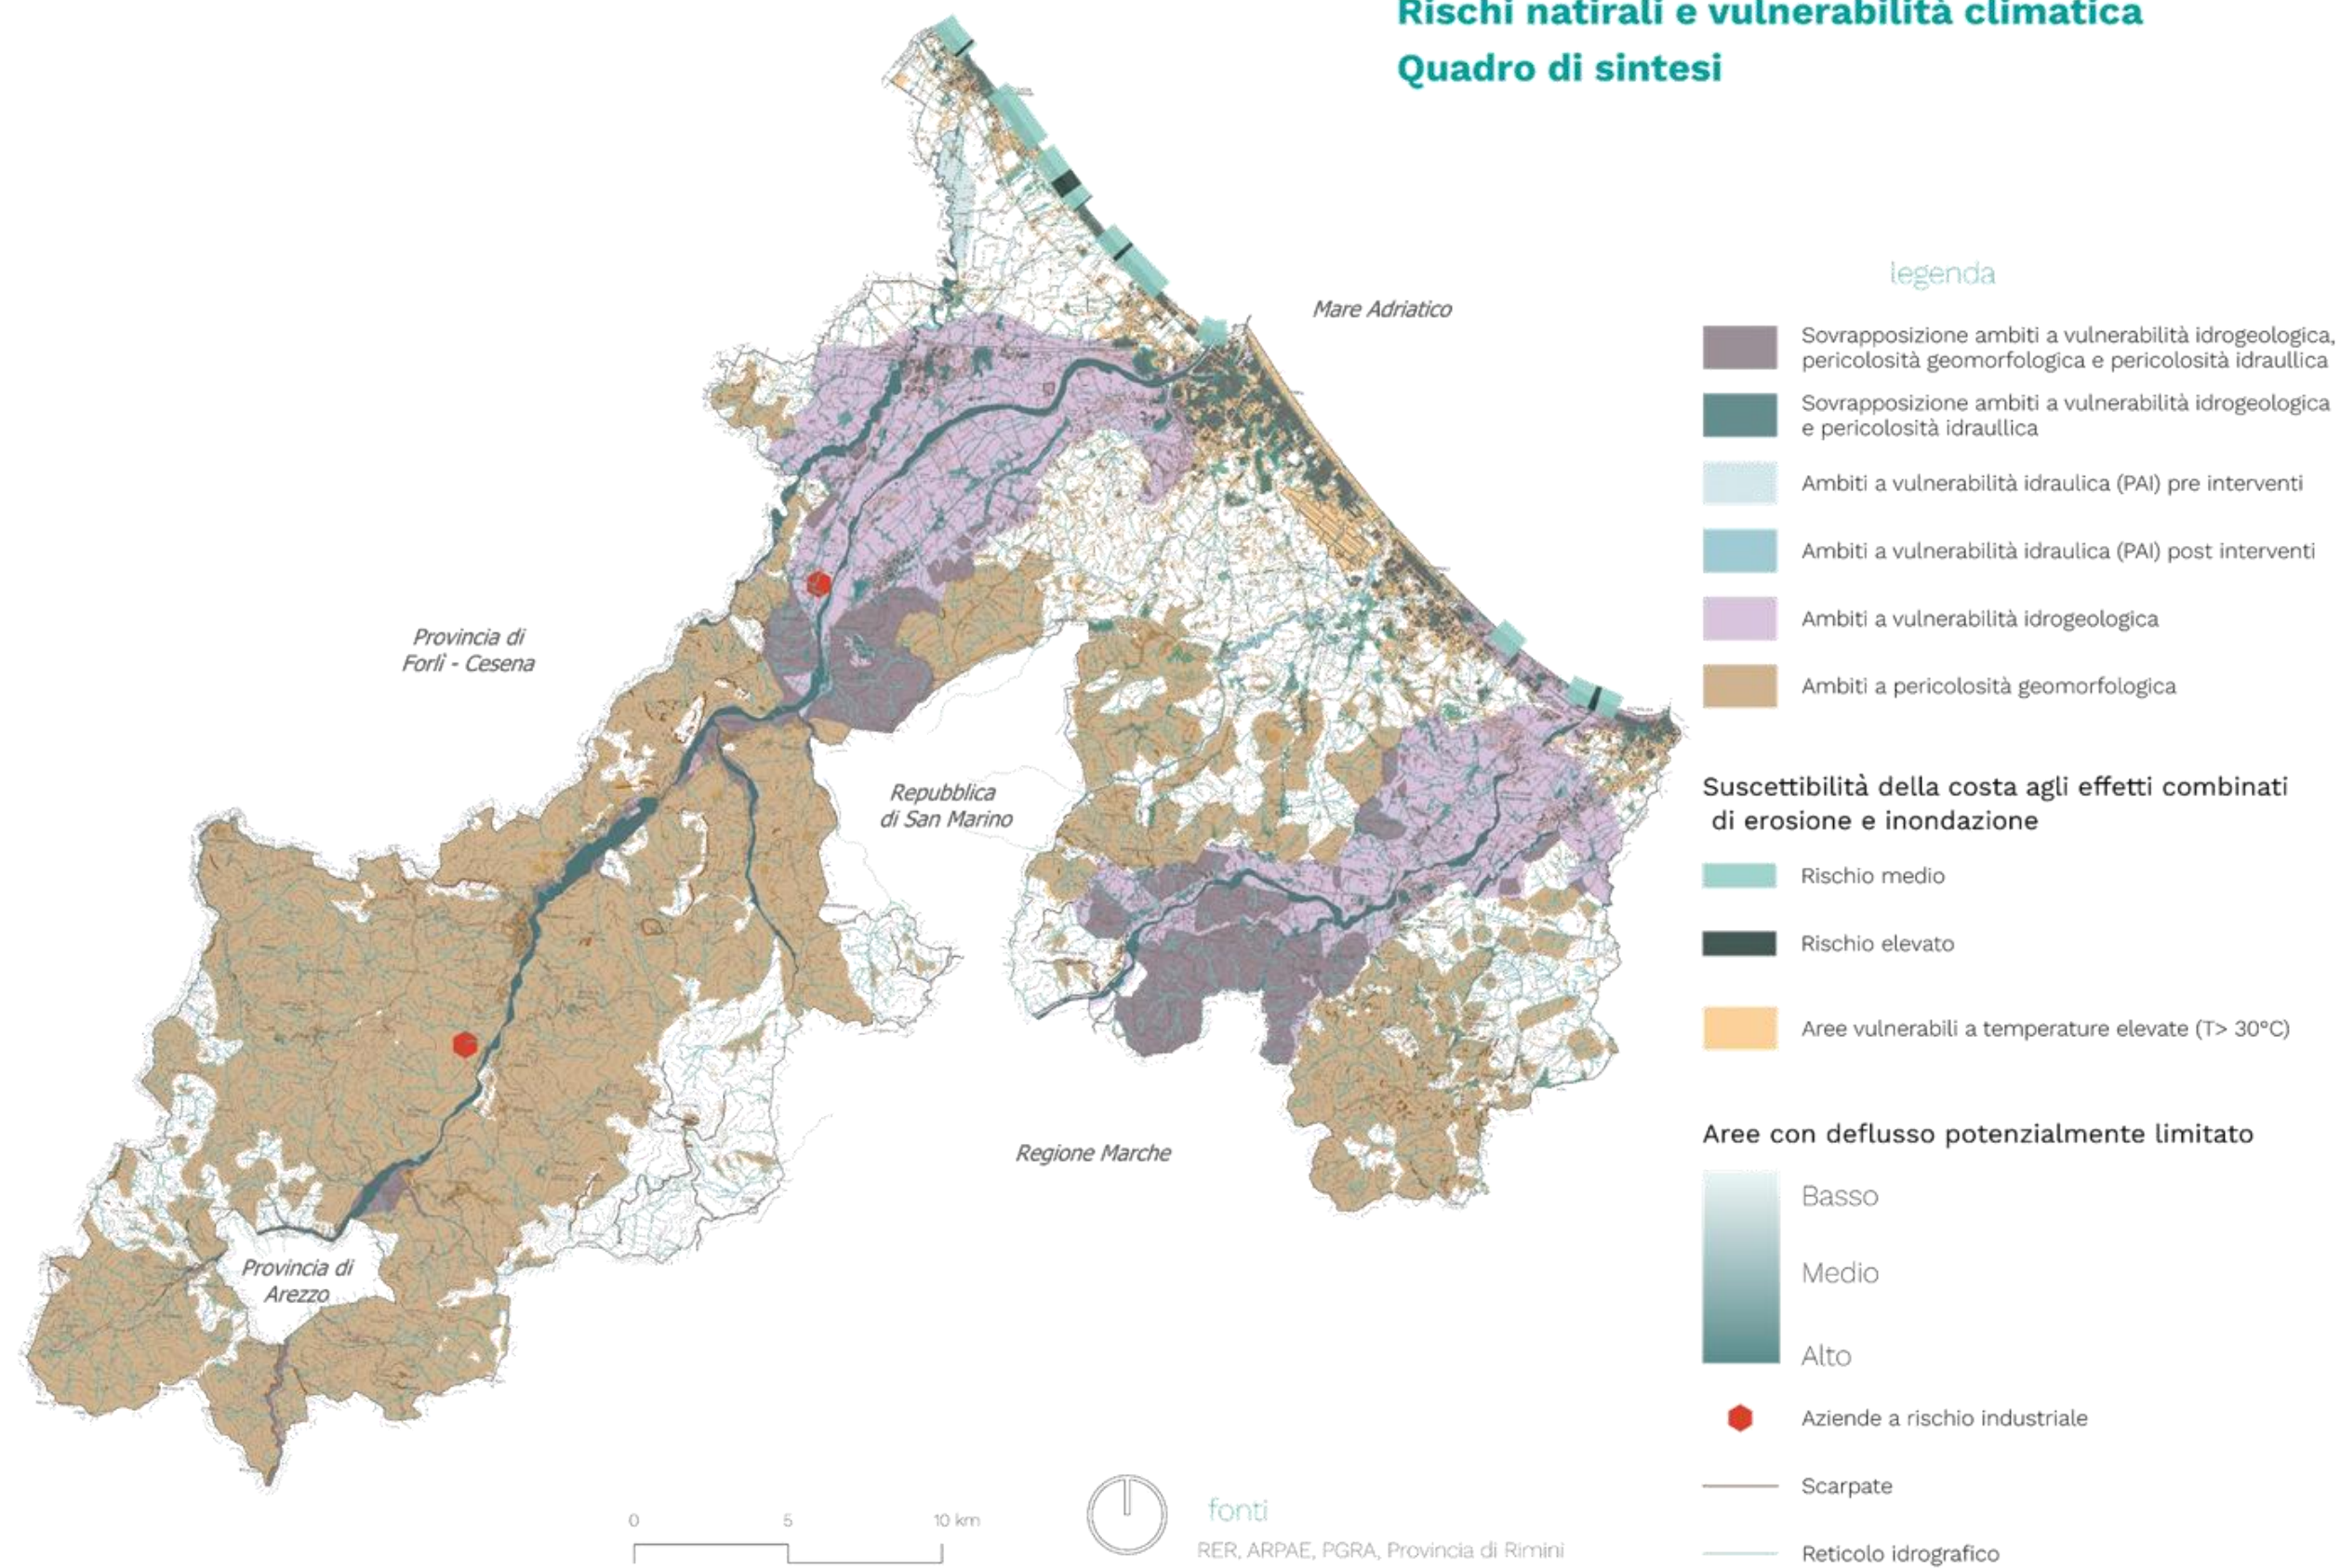 Rischi natirali e vulnerabilità climatica
Quadro di sintesi
Mare Adriatico
Provincia di
Forlì - Cesena
Repubblica
di San Marino
Regione Marche
Provincia di
Arezzo
legenda
Sovrapposizione ambiti a vulnerabilità idrogeologica,
pericolosità geomorfologica e pericolosità idraullica
Sovrapposizione ambiti a vulnerabilità idrogeologica
e pericolosità idraullica
Ambiti a vulnerabilità idraulica (PAI) pre interventi
Ambiti a vulnerabilità idraulica (PAI) post interventi
Ambiti a vulnerabilità idrogeologica
Ambiti a pericolosità geomorfologica
Suscettibilità della costa agli effetti combinati
di erosione e inondazione
Rischio medio
Rischio elevato
Aree vulnerabili a temperature elevate (T> 30°C)
Aree con deflusso potenzialmente limitato
Basso
Medio
Alto
Aziende a rischio industriale
Scarpate
Reticolo idrografico
0 5 10 km
fonti
RER, ARPAE, PGRA, Provincia di Rimini